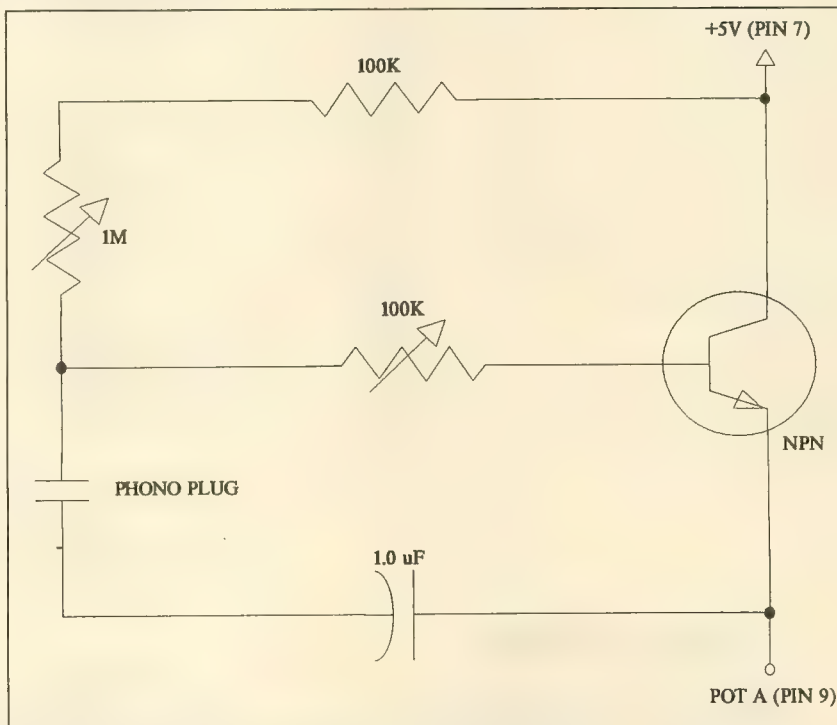 +5V (PIN 7)
100K
1M
100K
NPN
PHONO PLUG
1.0 uF
POT A (PIN 9)